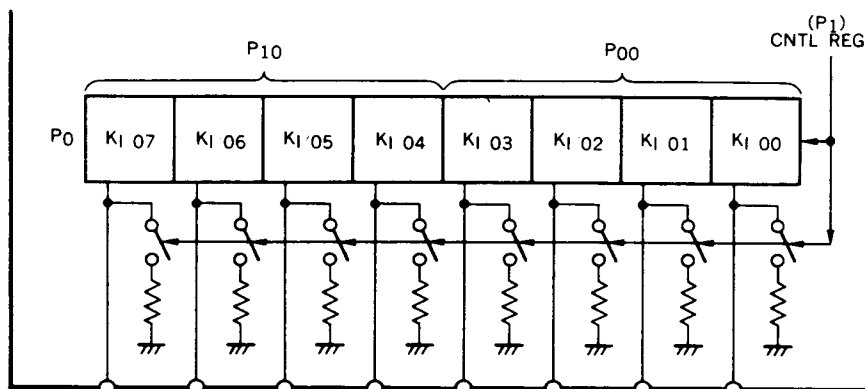 (P1)
CNTL REG
P10 P00
P0 KI 07 KI 06 KI 05 KI 04 KI 03 KI 02 KI 01 KI 00